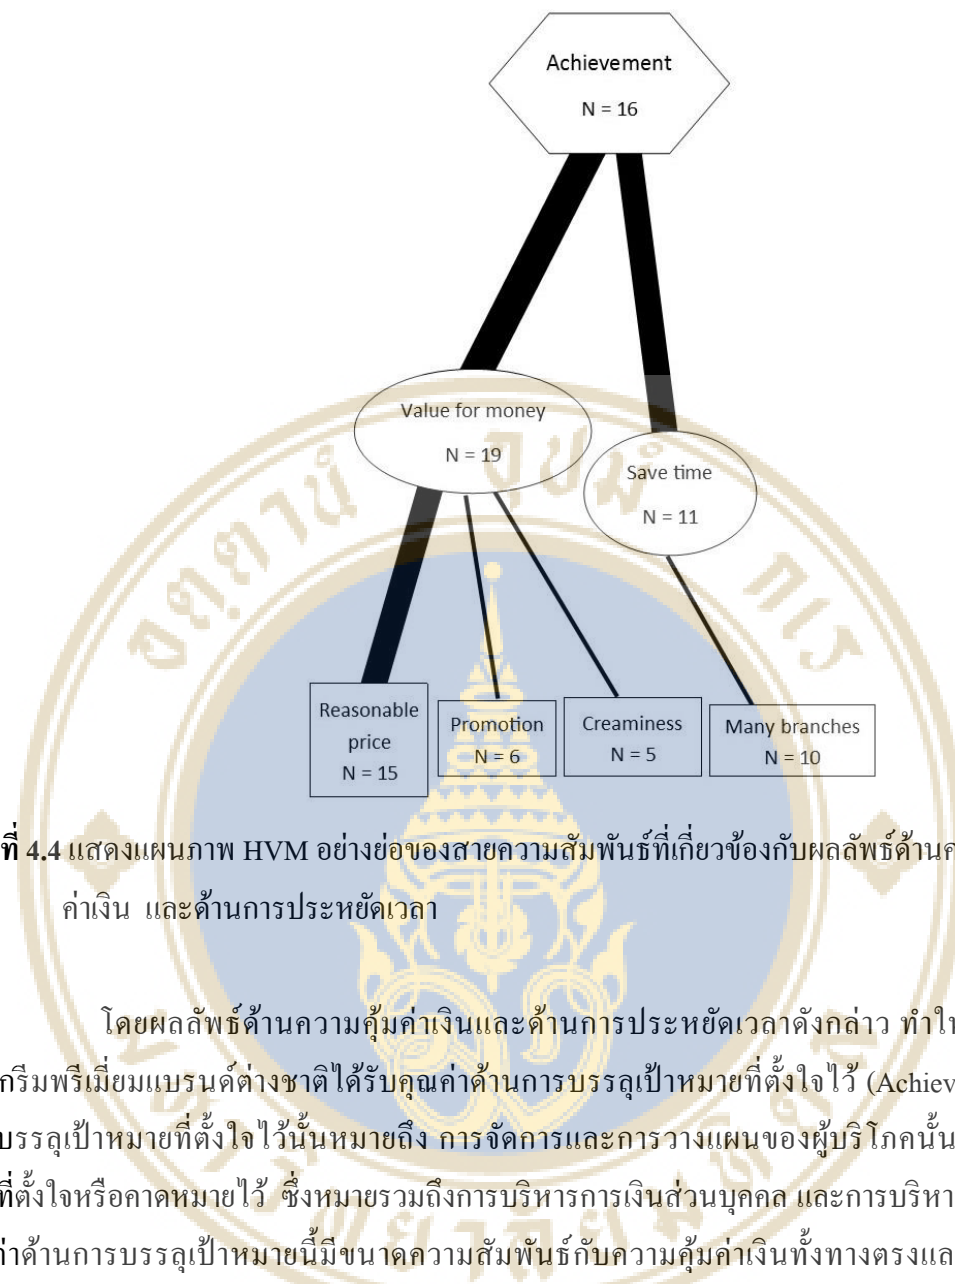 Achievement
N = 16
Value for money
N = 19
Save time
N = 11
Reasonable
price
N = 15
Promotion
N = 6
Creaminess
N = 5
Many branches
N = 10
ที่ 4.4 แสดงแผนภาพ HVM อย่างย่อของสายความสัมพันธ์ที่เกี่ยวข้องกับผลลัพธ์ด้านค
ค่าเงิน และด้านการประหยัดเวลา
โดยผลลัพธ์ด้านความคุ้มค่าเงินและด้านการประหยัดเวลาดังกล่าว ทำให
กรีมพรีเมี่ยมแบรนด์ต่างชาติได้รับคุณค่าด้านการบรรลุเป้าหมายที่ตั้งใจไว้ (Achiev
บรรลุเป้าหมายที่ตั้งใจไว้นั้นหมายถึง การจัดการและการวางแผนของผู้บริโภคนั้น
ที่ตั้งใจหรือคาดหมายไว้ ซึ่งหมายรวมถึงการบริหารการเงินส่วนบุคคล และการบริหา
ค่าด้านการบรรลุเป้าหมายนี้มีขนาดความสัมพันธ์กับความคุ้มค่าเงินทั้งทางตรงแล